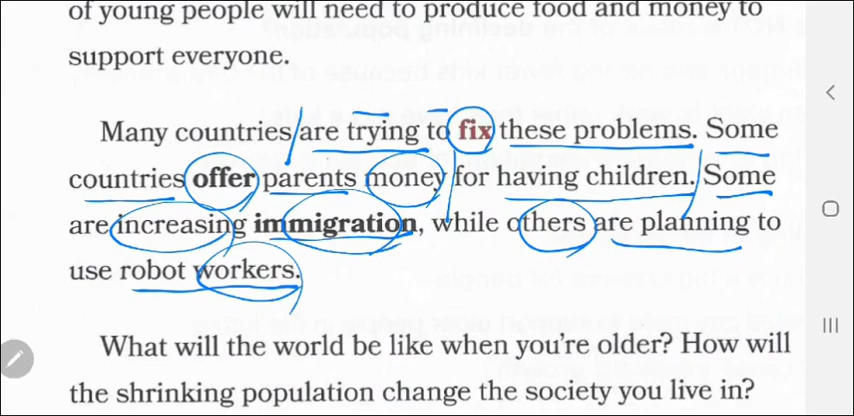 of young people will need to produce food and money to
support everyone.
Many countries are trying to fix these problems. Some
countries offer parents money for having children. Some
are increasing immigration, while others are planning to
use robot workers.
What will the world be like when you're older? How will
the shrinking population change the society you live in?